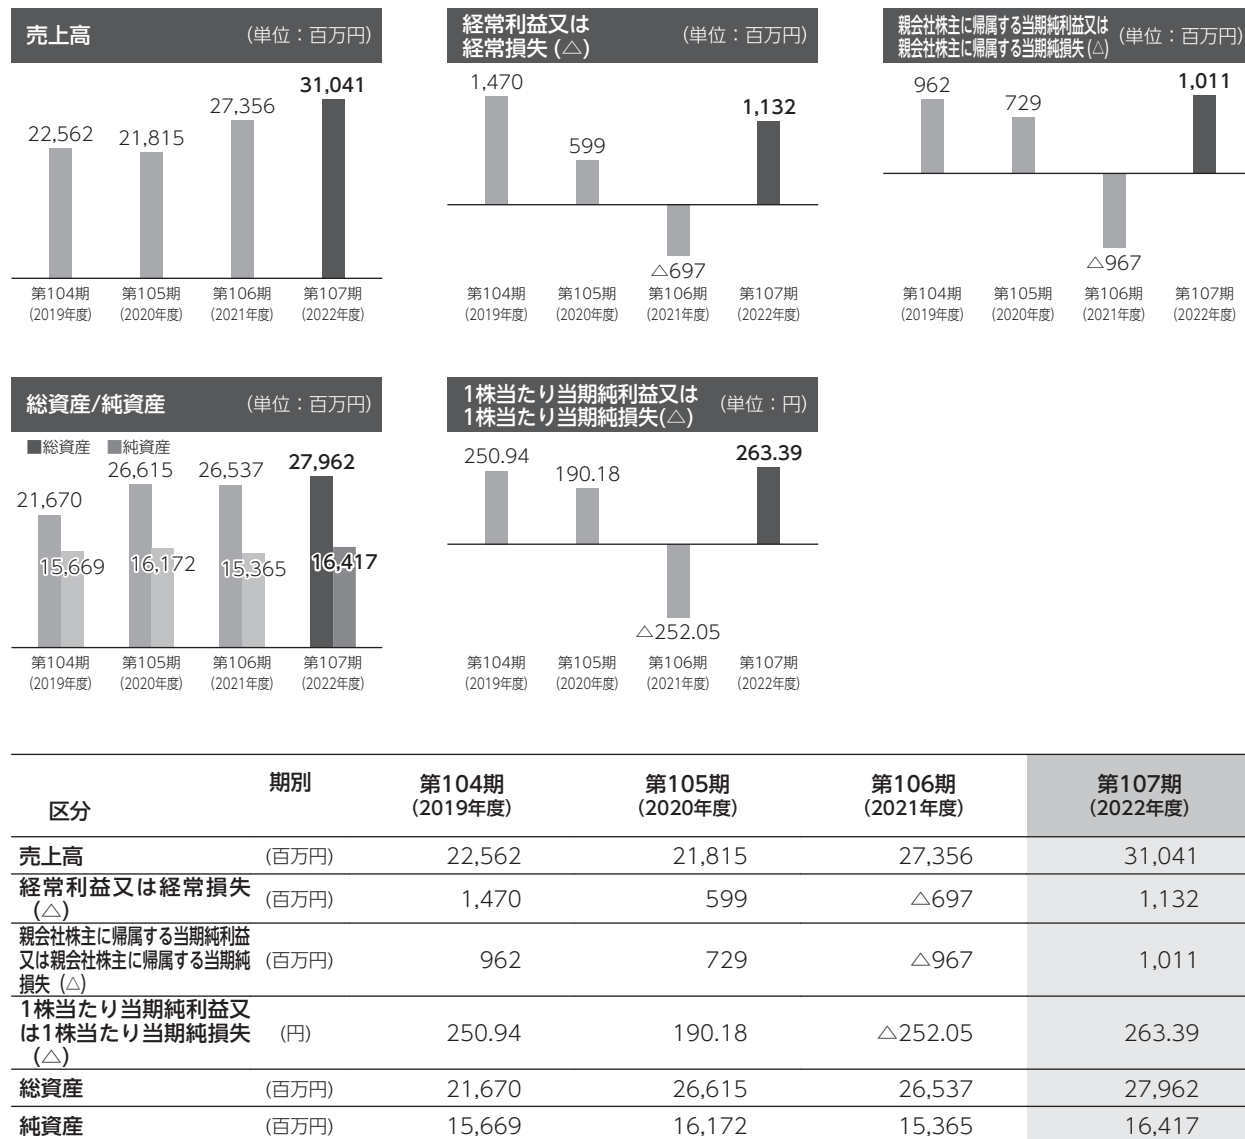 売上高 (単位：百万円)
31,041
27,356
22,562
21,815
第104期 第105期 第106期 第107期
(2019年度) (2020年度) (2021年度) (2022年度)
経常利益又は
経常損失 (△) (単位：百万円)
1,470
1,132
599
△697
第104期 第105期 第106期 第107期
(2019年度) (2020年度) (2021年度) (2022年度)
親会社株主に帰属する当期純利益又は
親会社株主に帰属する当期純損失(△) (単位：百万円)
962
729
1,011
△967
第104期 第105期 第106期 第107期
(2019年度) (2020年度) (2021年度) (2022年度)
総資産/純資産 (単位：百万円)
■総資産 ■純資産
21,670 26,615 26,537 27,962
15,669 16,172 15,365 16,417
第104期 第105期 第106期 第107期
(2019年度) (2020年度) (2021年度) (2022年度)
1株当たり当期純利益又は
1株当たり当期純損失(△) (単位：円)
250.94
190.18
263.39
△252.05
第104期 第105期 第106期 第107期
(2019年度) (2020年度) (2021年度) (2022年度)
期別 第104期 第105期 第106期 第107期
区分 (2019年度) (2020年度) (2021年度) (2022年度)
売上高 (百万円) 22,562 21,815 27,356 31,041
経常利益又は経常損失
(△) (百万円) 1,470 599 △697 1,132
親会社株主に帰属する当期純利益
又は親会社株主に帰属する当期純 (百万円) 962 729 △967 1,011
損失 (△)
1株当たり当期純利益又
は1株当たり当期純損失 (円) 250.94 190.18 △252.05 263.39
(△)
総資産 (百万円) 21,670 26,615 26,537 27,962
純資産 (百万円) 15,669 16,172 15,365 16,417